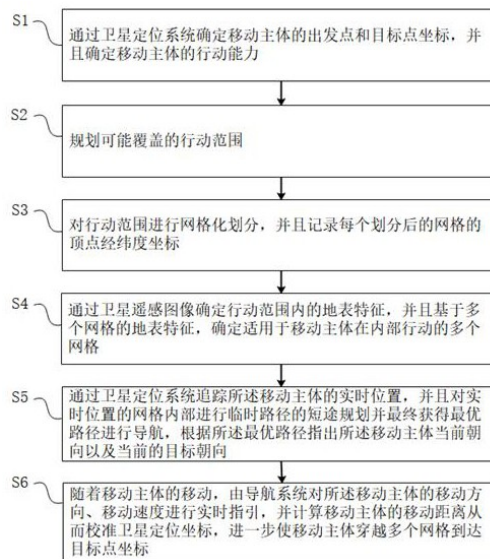 S1
通过卫星定位系统确定移动主体的出发点和目标点坐标，并
且确定移动主体的行动能力
S2
规划可能覆盖的行动范围
S3
对行动范围进行网格化划分，并且记录每个划分后的网格的
顶点经纬度坐标
S4
通过卫星遥感图像确定行动范围内的地表特征，并且基于多
个网格的地表特征，确定适用于移动主体在内部行动的多个
网格
S5
通过卫星定位系统追踪所述移动主体的实时位置，并且对实
时位置的网格内部进行临时路径的短途规划并最终获得最优
路径进行导航，根据所述最优路径指出所述移动主体当前朝
向以及当前的目标朝向
S6
随着移动主体的移动，由导航系统对所述移动主体的移动方
向、移动速度进行实时指引，并计算移动主体的移动距离从
而校准卫星定位坐标，进一步使移动主体穿越多个网格到达
目标点坐标